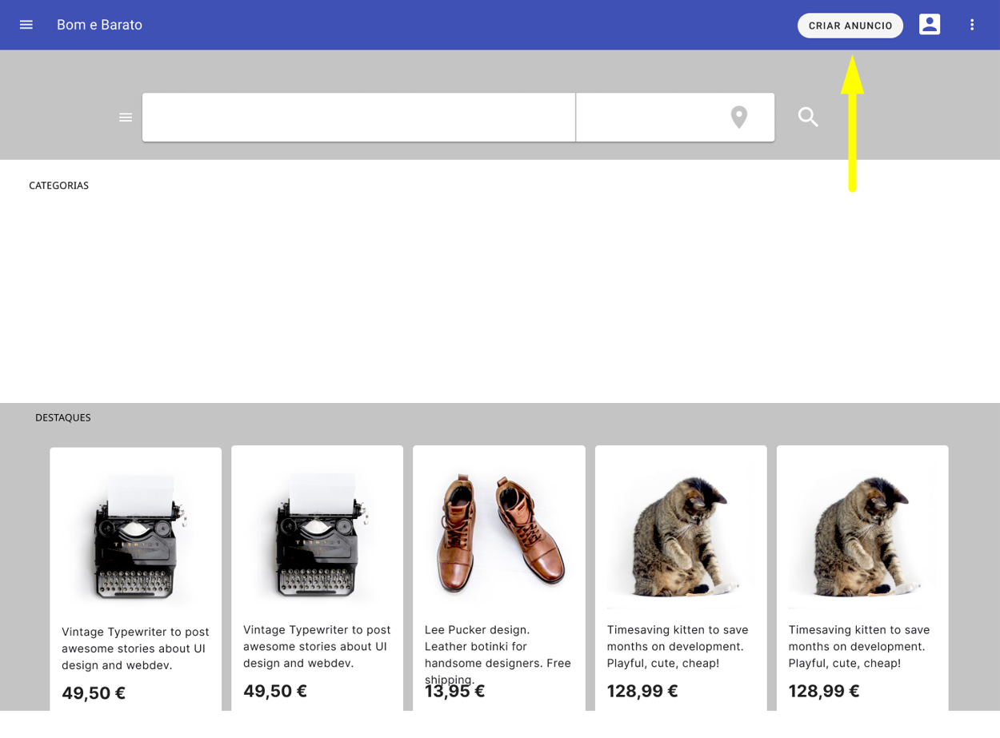 Bom e Barato
CRIAR ANUNCIO
CATEGORIAS
DESTAQUES
Vintage Typewriter to post
awesome stories about UI
design and webdev.
49,50 €
Vintage Typewriter to post
awesome stories about UI
design and webdev.
49,50 €
Lee Pucker design.
Leather botinki for
handsome designers. Free
shipping.
13,95 €
Timesaving kitten to save
months on development.
Playful, cute, cheap!
128,99 €
Timesaving kitten to save
months on development.
Playful, cute, cheap!
128,99 €